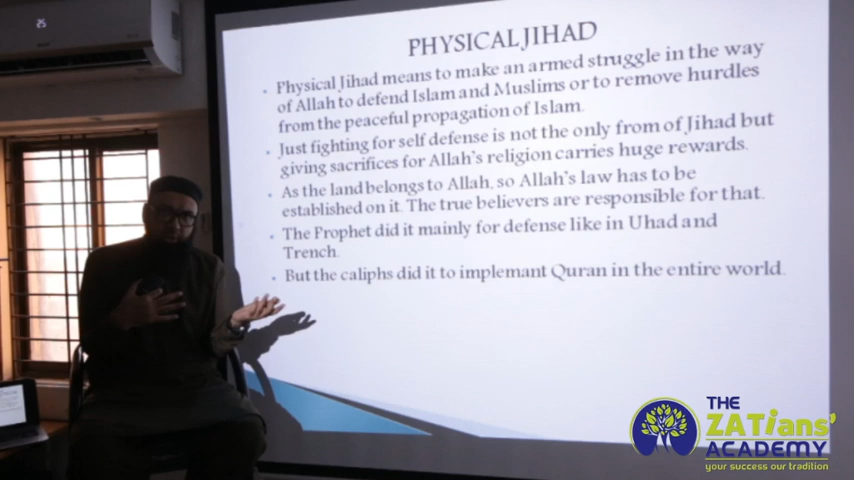 PHYSICAL JIHAD
• Physical Jihad means to make an armed struggle in the way
of Allah to defend Islam and Muslims or to remove hurdles
from the peaceful propagation of Islam.
• Just fighting for self defense is not the only from of Jihad but
giving sacrifices for Allah's religion carries huge rewards.
• As the land belongs to Allah, so Allah's law has to be
established on it. The true believers are responsible for that.
• The Prophet did it mainly for defense like in Uhad and
Trench.
• But the caliphs did it to implemant Quran in the entire world.
THE
ZATians'
ACADEMY
your success our tradition